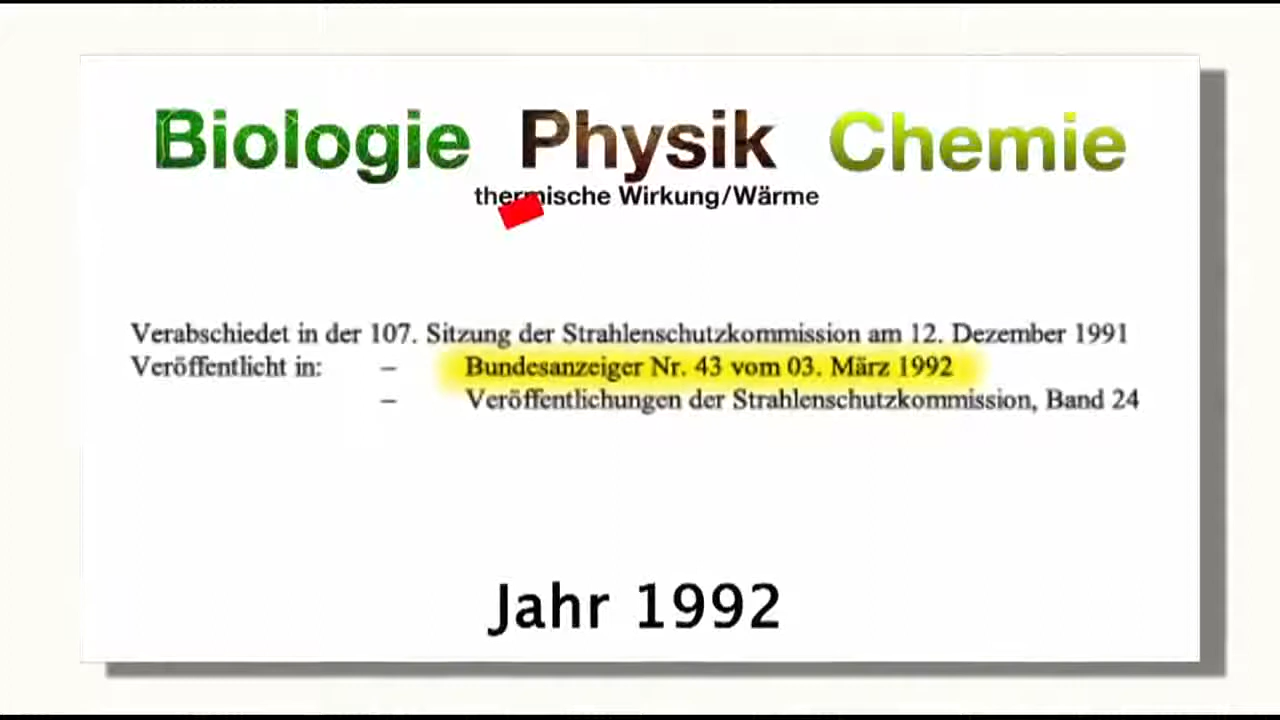 Biologie Physik Chemie
thermische Wirkung/Wärme
Verabschiedet in der 107. Sitzung der Strahlenschutzkommission am 12. Dezember 1991
Veröffentlicht in: – Bundesanzeiger Nr. 43 vom 03. März 1992
– Veröffentlichungen der Strahlenschutzkommission, Band 24
Jahr 1992